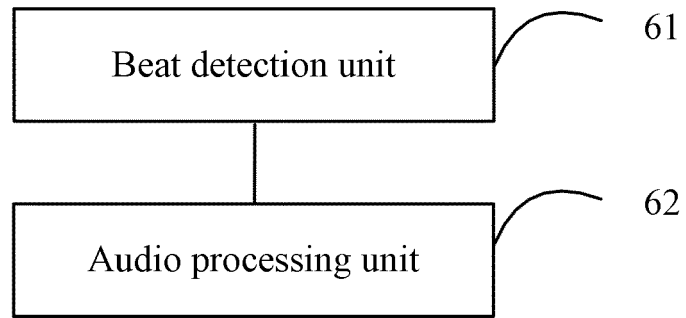 Beat detection unit
61
Audio processing unit
62